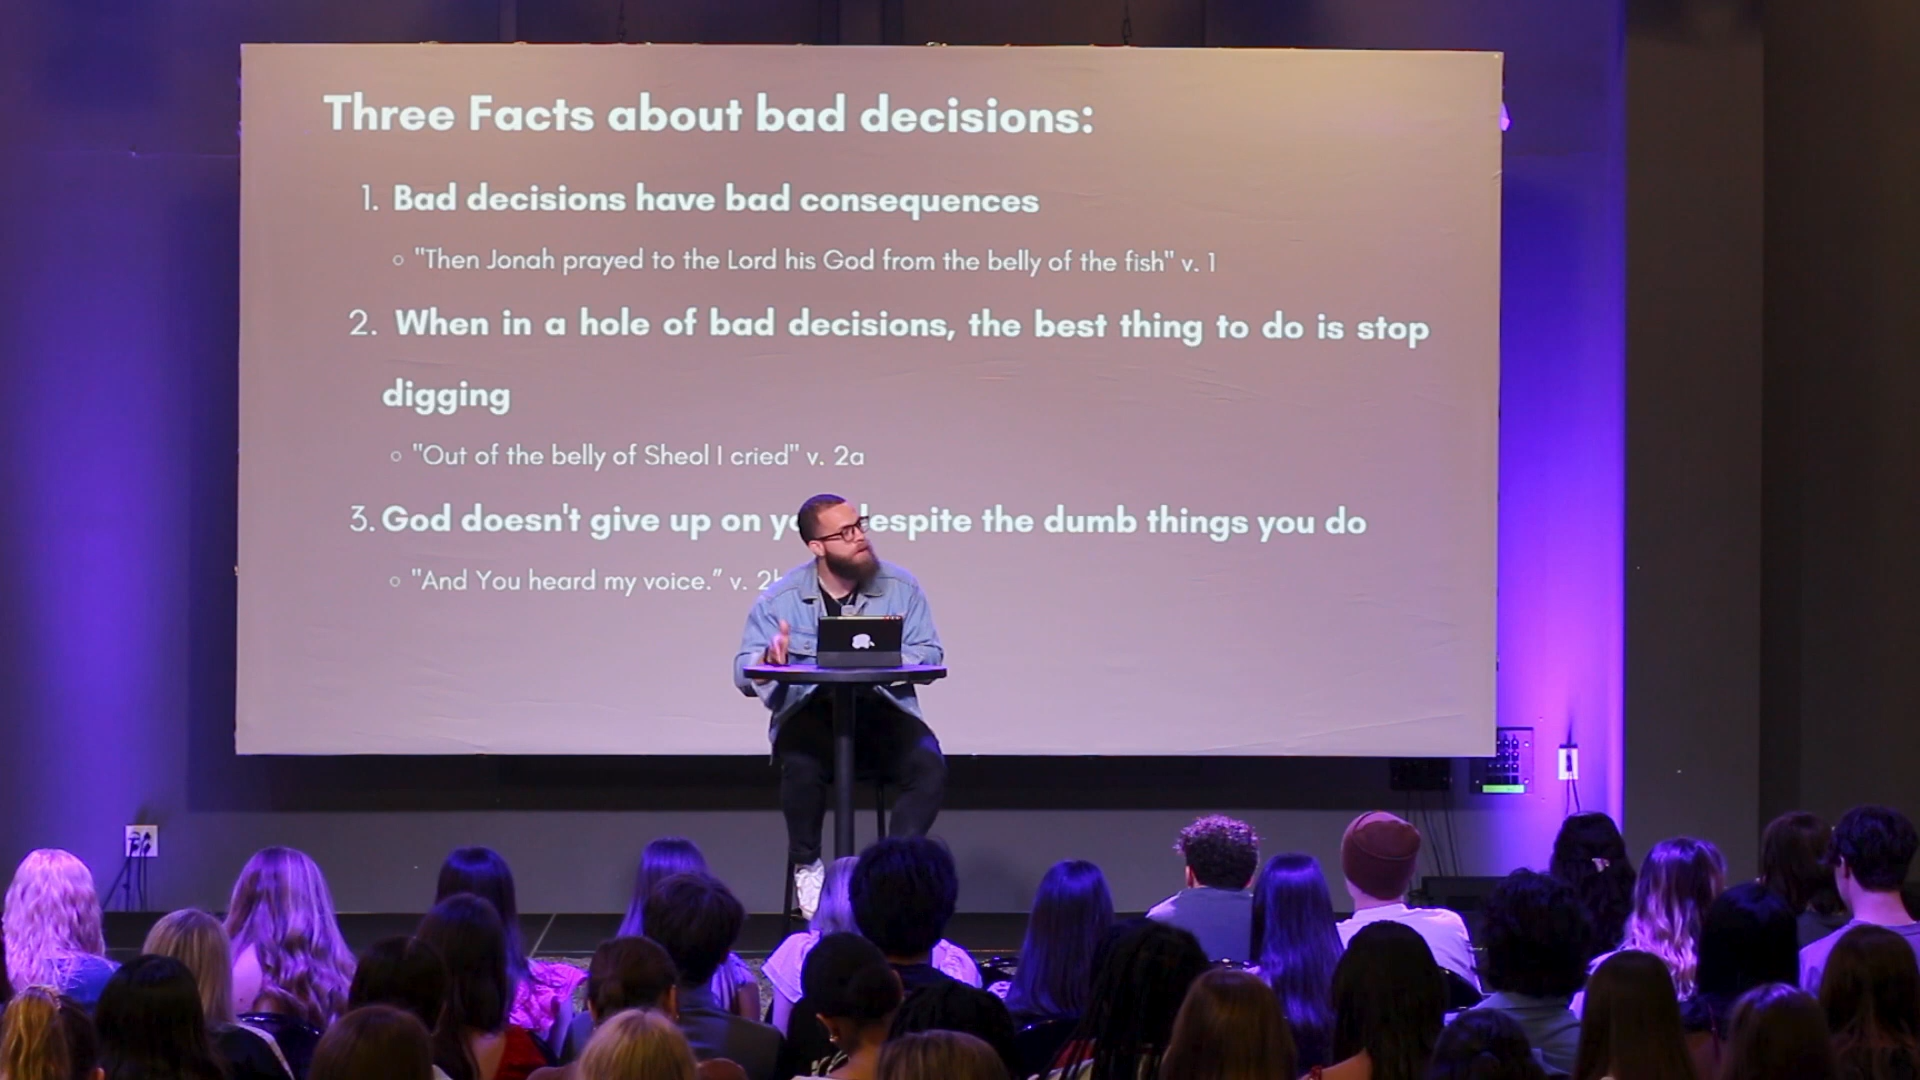 Three Facts about bad decisions:
1. Bad decisions have bad consequences
○ "Then Jonah prayed to the Lord his God from the belly of the fish" v. 1
2. When in a hole of bad decisions, the best thing to do is stop
digging
○ "Out of the belly of Sheol I cried" v. 2a
3. God doesn't give up on despite the dumb things you do
○ "And You heard my voice.” v.